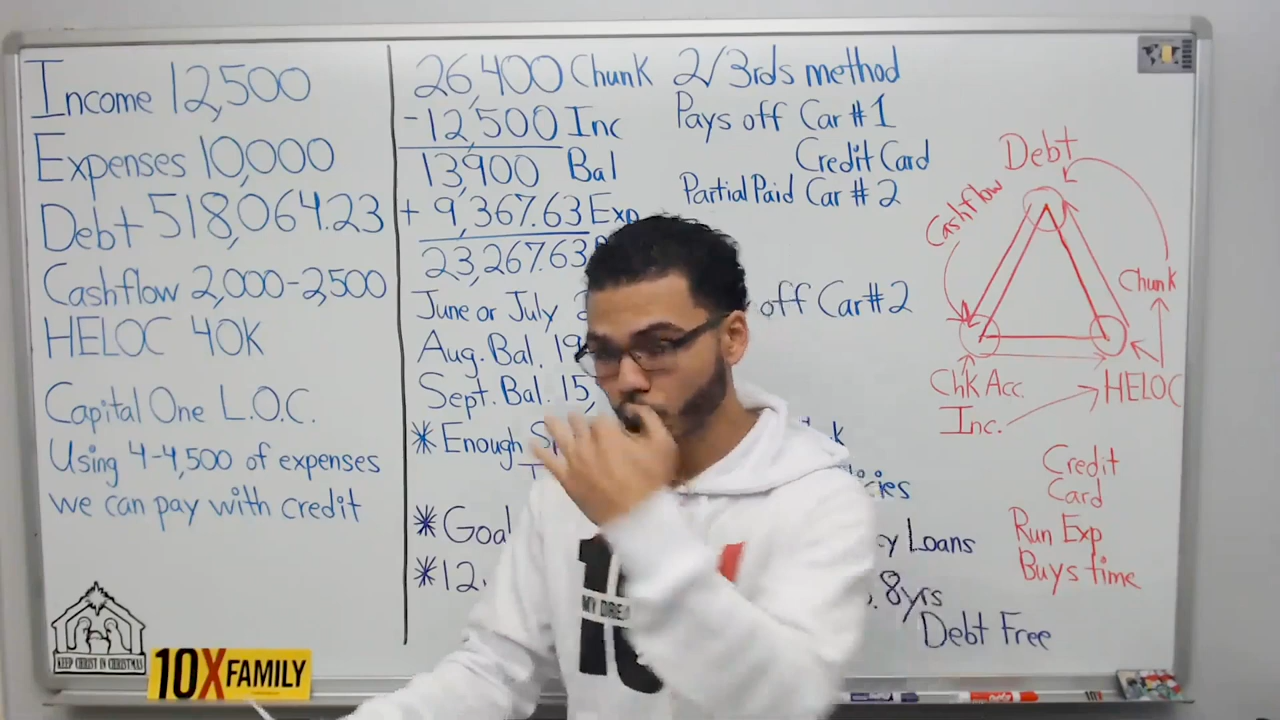 Income 12,500
Expenses 10,000
Debt 518,064.23
Cashflow 2,000-2500
HELOC 40K
Capital One L.O.C.
Using 4-4,500 of expenses
we can pay with credit
KEEP CHRIST IN CHRISTMAS
10XFAMILY
26,400 Chunk
-12,500 Inc
13,900 Bal
+ 9,367.63 Exp
23,267.63
June or July
Aug. Bal. 19
Sept. Bal. 15,
*Enough
*Goal
*12.
2/3rds method
Pays off Car #1
Credit Card
Partial Paid Car #2
off Car #2
Loans
8yrs
Debt Free
MY DREA
Debt
Cashflow
Chunk
Chk Acc.
HELOC
Inc.
Credit
Card
Run Exp
Buys time